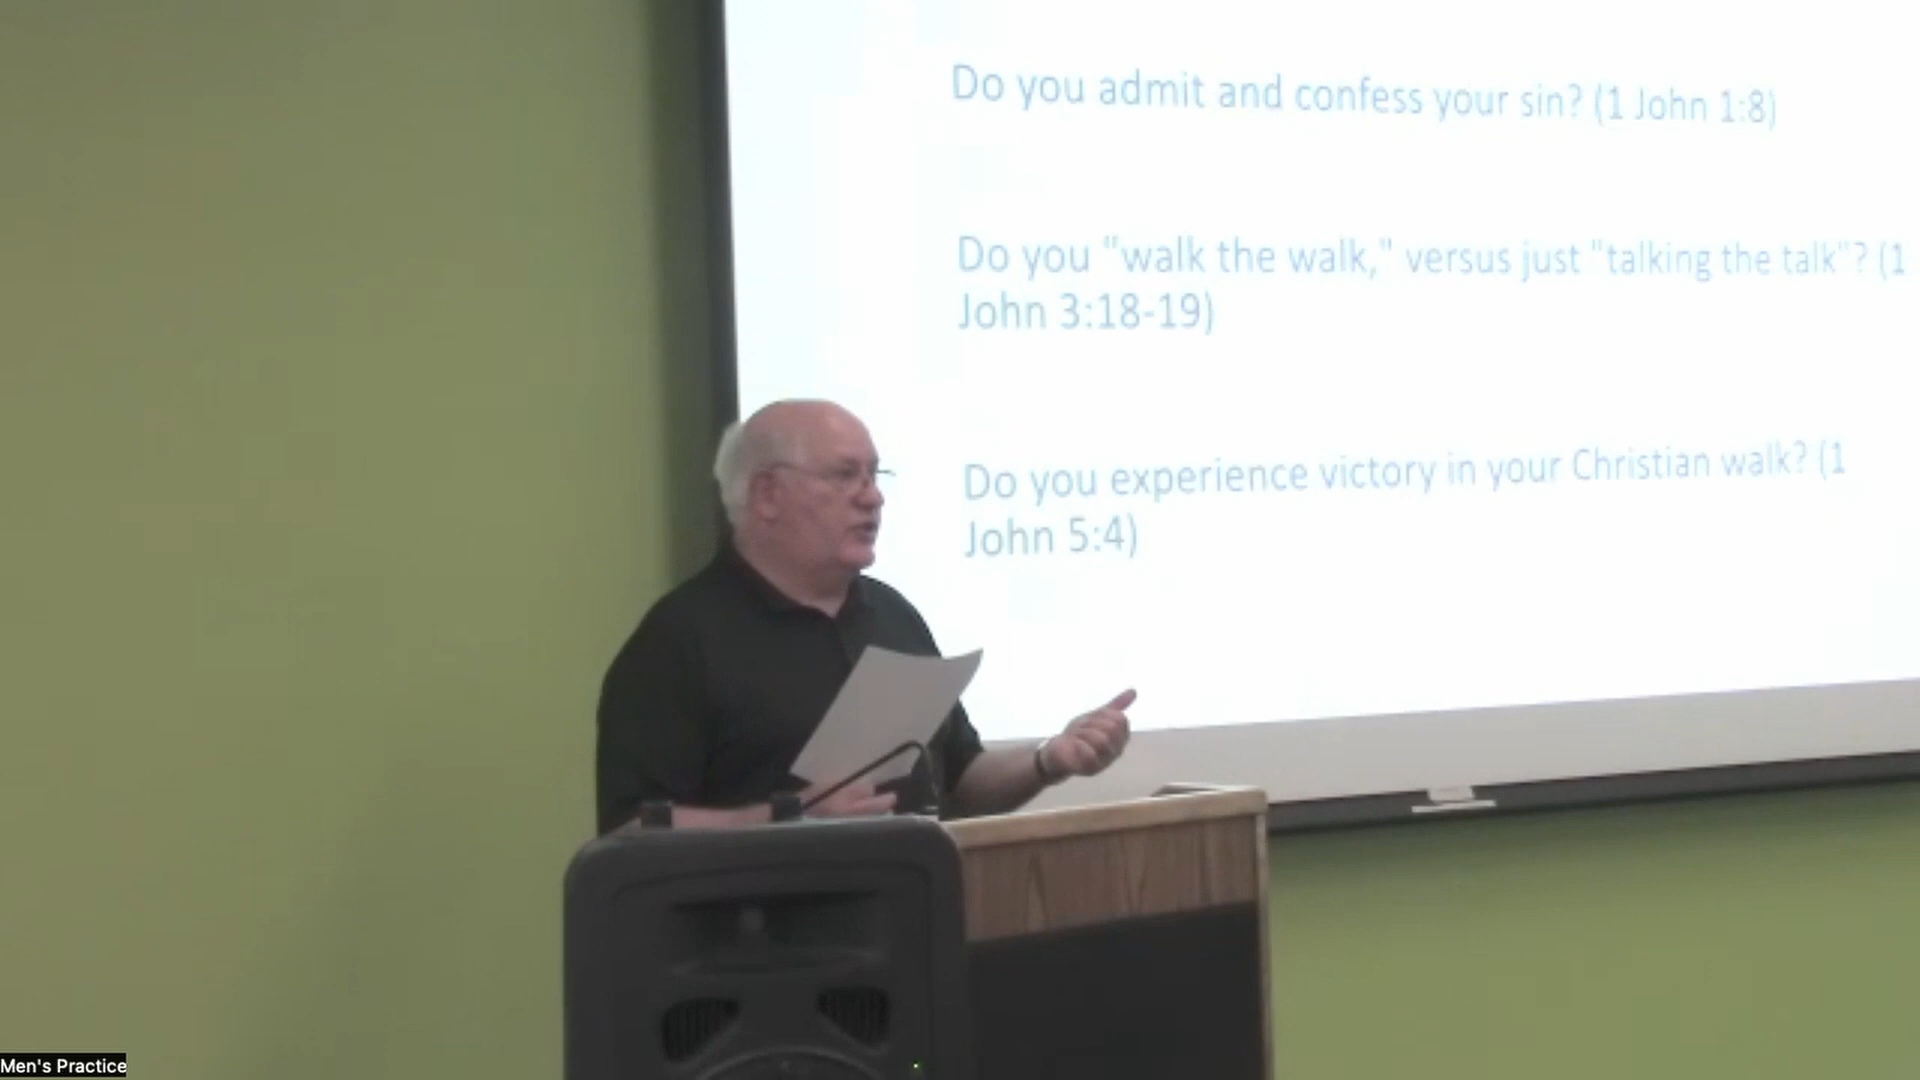 Do you admit and confess your sin? (1 John 1:8)
Do you "walk the walk," versus just "talking the talk"? (1
John 3:18-19)
Do you experience victory in your Christian walk? (1
John 5:4)
Men's Practice